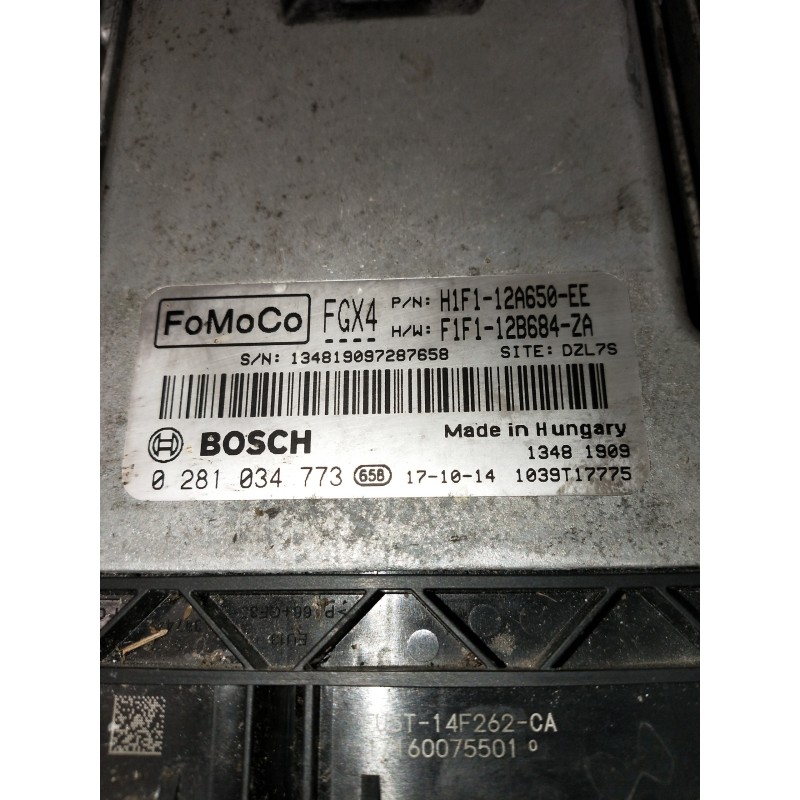 FoMoCo FGX4 P/N: H1F1-12A650-EE
H/W: F1F1-12B684-ZA
S/N: 134819097287658 SITE: DZL7S
BOSCH Made in Hungary
1348 1909
0 281 034 773 658 17-10-14 1039T17775
U5T-14F262-CA
160075501